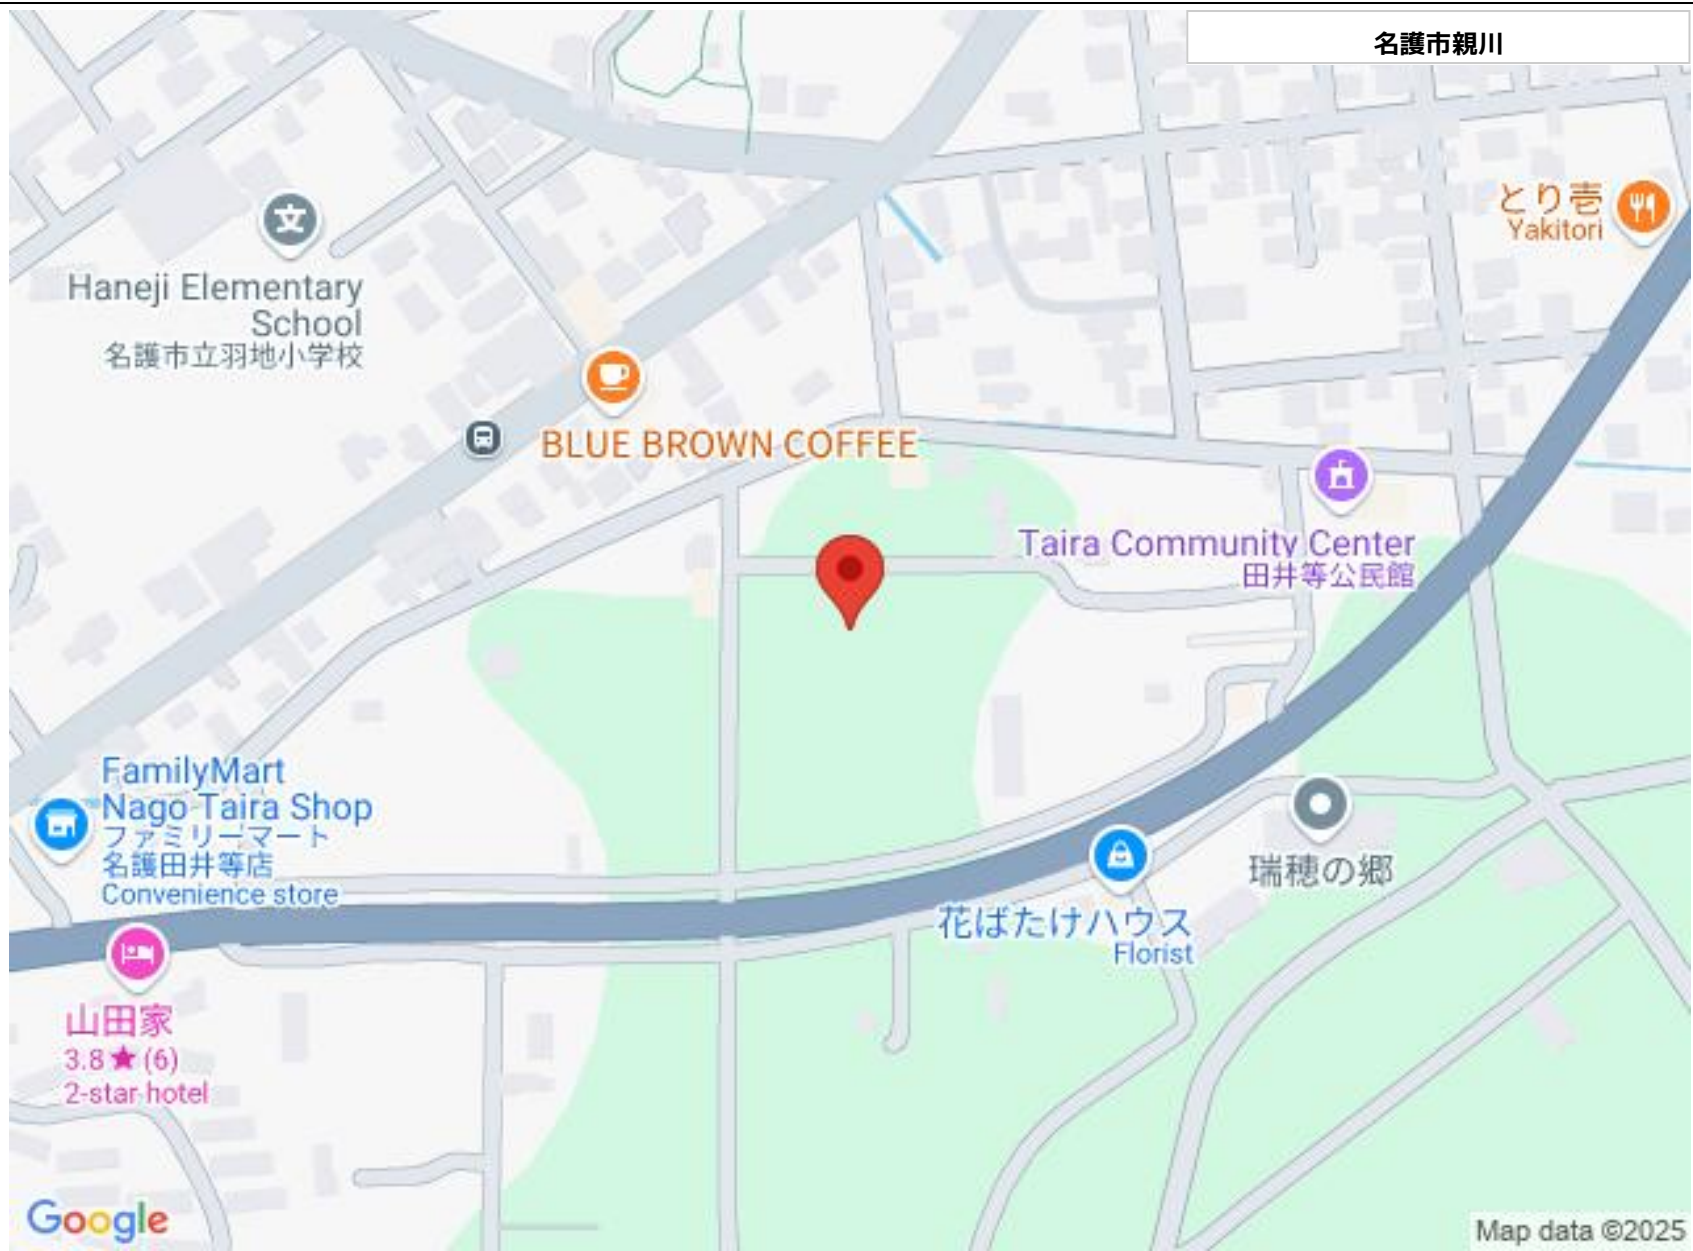 名護市親川
とり壱
Yakitori
Haneji Elementary
School
名護市立羽地小学校
BLUE BROWN COFFEE
Taira Community Center
田井等公民館
FamilyMart
Nago Taira Shop
ファミリーマート
名護田井等店
Convenience store
瑞穂の郷
花ばたけハウス
Florist
山田家
3.8★ (6)
2-star hotel
Google
Map data ©2025